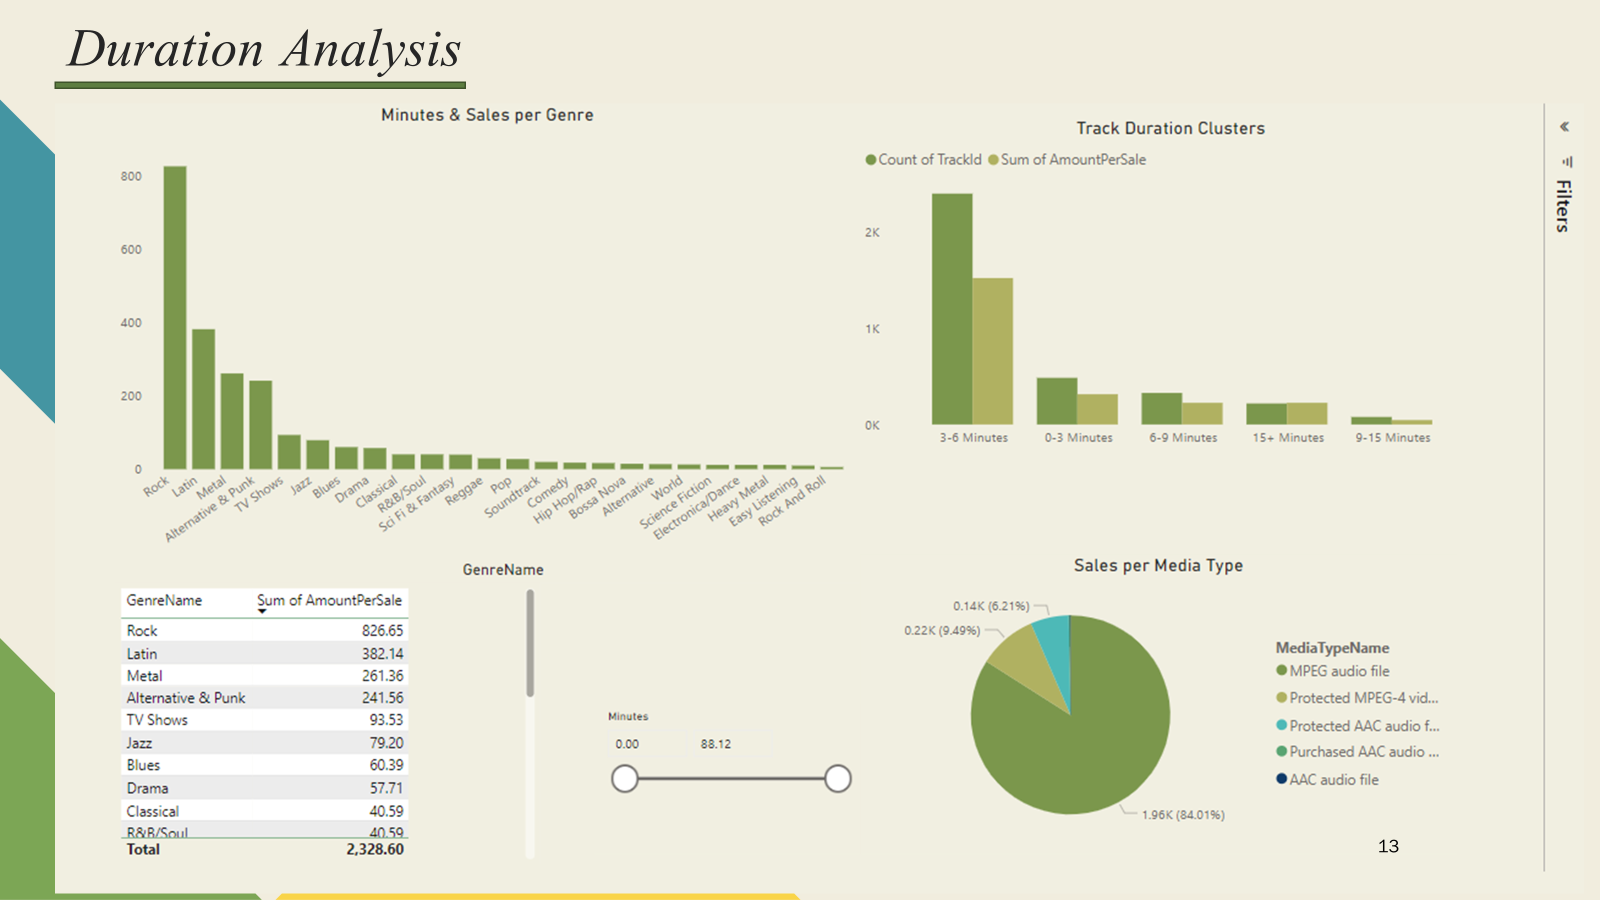 Duration Analysis
Minutes & Sales per Genre
800
600
400
200
0
Rock
Latin
Metal
Alternative & Punk
TV Shows
Jazz
Blues
Drama
Classical
R&B/Soul
Sci Fi & Fantasy
Reggae
Pop
Soundtrack
Comedy
Hip Hop/Rap
Bossa Nova
Alternative
World
Science Fiction
Electronica/Dance
Heavy Metal
Easy Listening
Rock And Roll
Track Duration Clusters
Count of TrackId Sum of AmountPerSale
2K
1K
0K
3-6 Minutes 0-3 Minutes 6-9 Minutes 15+ Minutes 9-15 Minutes
Filters
GenreName
GenreName Sum of AmountPerSale
Rock 826.65
Latin 382.14
Metal 261.36
Alternative & Punk 241.56
TV Shows 93.53
Jazz 79.20
Blues 60.39
Drama 57.71
Classical 40.59
R&B/Soul 40.59
Total 2,328.60
Minutes
0.00 88.12
Sales per Media Type
0.14K (6.21%)
0.22K (9.49%)
1.96K (84.01%)
MediaTypeName
MPEG audio file
Protected MPEG-4 vid...
Protected AAC audio f...
Purchased AAC audio ...
AAC audio file
13